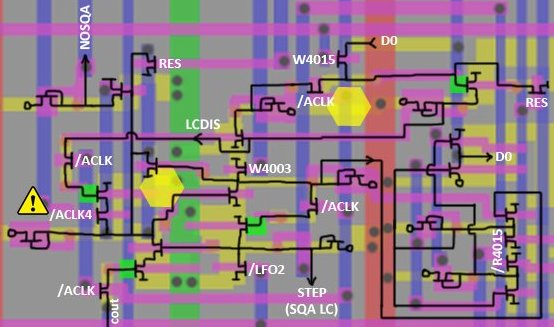 NOSQA
D0
RES
W4015
/ACLK
RES
LCDIS
/ACLK
W4003
D0
/ACLK4
/ACLK
/R4015
/LFO2
/ACLK
STEP
(SQA LC)
cout